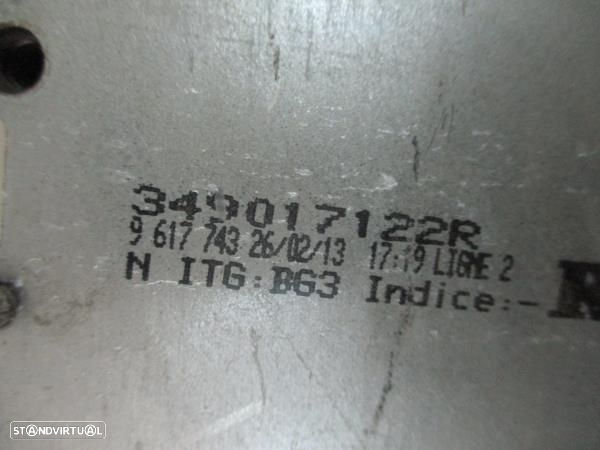 349017122R
9 617 743 26/02/13 17:19 LIGNE 2
N ITG:BG3 Indice:-
STANDVIRTUAL